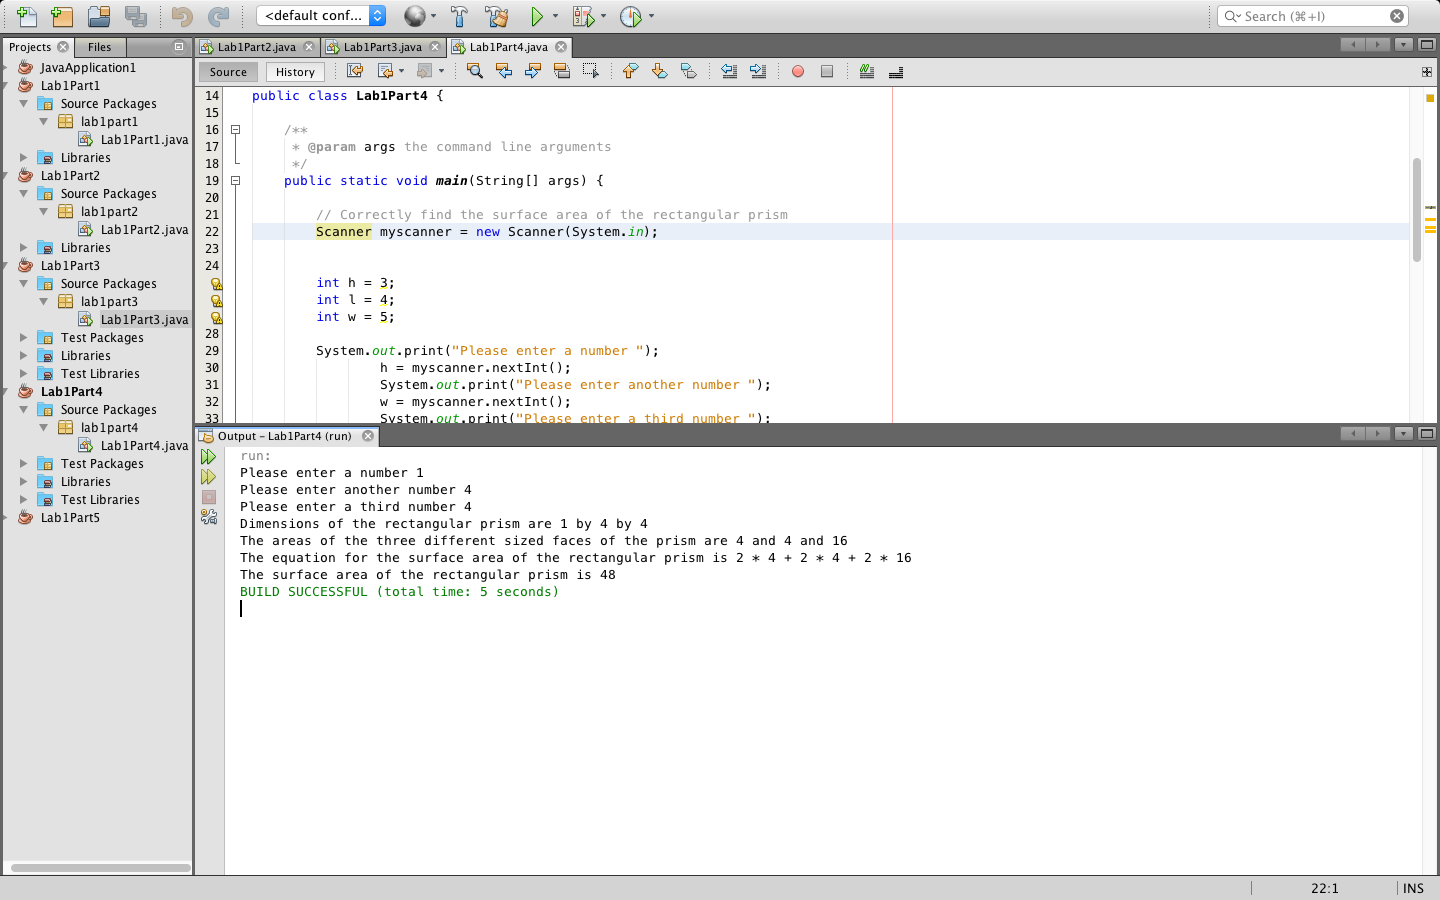 <default conf...
Search (⌘+I)
Projects
Files
JavaApplication1
Lab1Part1
Source Packages
lab1part1
Lab1Part1.java
Libraries
Lab1Part2
Source Packages
lab1part2
Lab1Part2.java
Libraries
Lab1Part3
Source Packages
lab1part3
Lab1Part3.java
Test Packages
Libraries
Test Libraries
Lab1Part4
Source Packages
lab1part4
Lab1Part4.java
Test Packages
Libraries
Test Libraries
Lab1Part5
Lab1Part2.java
Lab1Part3.java
Lab1Part4.java
Source
History
14 public class Lab1Part4 {
15
16 /**
17 * @param args the command line arguments
18 */
19 public static void main(String[] args) {
20
21 // Correctly find the surface area of the rectangular prism
22 Scanner myscanner = new Scanner(System.in);
23
24
int h = 3;
int l = 4;
int w = 5;
28
29 System.out.print("Please enter a number ");
30 h = myscanner.nextInt();
31 System.out.print("Please enter another number ");
32 w = myscanner.nextInt();
33 System.out.print("Please enter a third number ");
Output – Lab1Part4 (run)
run:
Please enter a number 1
Please enter another number 4
Please enter a third number 4
Dimensions of the rectangular prism are 1 by 4 by 4
The areas of the three different sized faces of the prism are 4 and 4 and 16
The equation for the surface area of the rectangular prism is 2 * 4 + 2 * 4 + 2 * 16
The surface area of the rectangular prism is 48
BUILD SUCCESSFUL (total time: 5 seconds)
22:1
INS